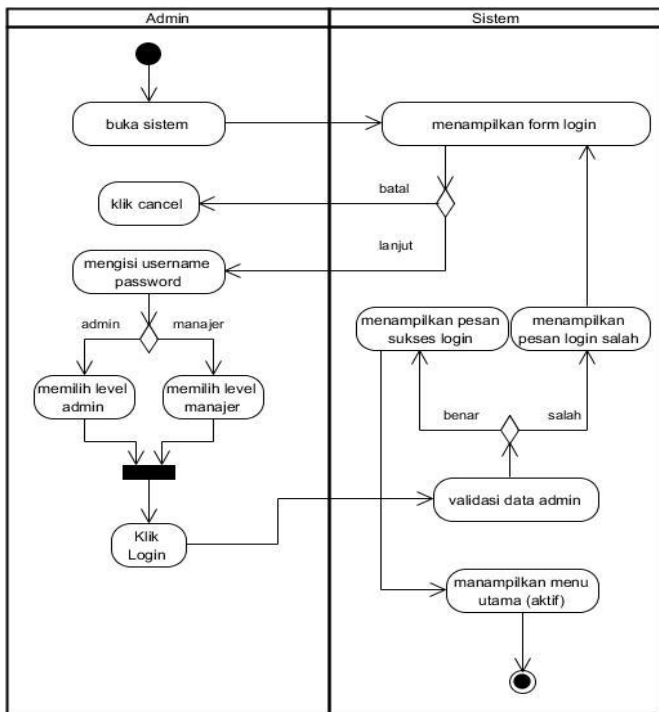 Admin
Sistem
buka sistem
menampilkan form login
batal
klik cancel
lanjut
mengisi username
password
admin
manajer
memilih level
admin
memilih level
manajer
Klik
Login
menampilkan pesan
sukses login
menampilkan
pesan login salah
benar
salah
validasi data admin
manampilkan menu
utama (aktif)